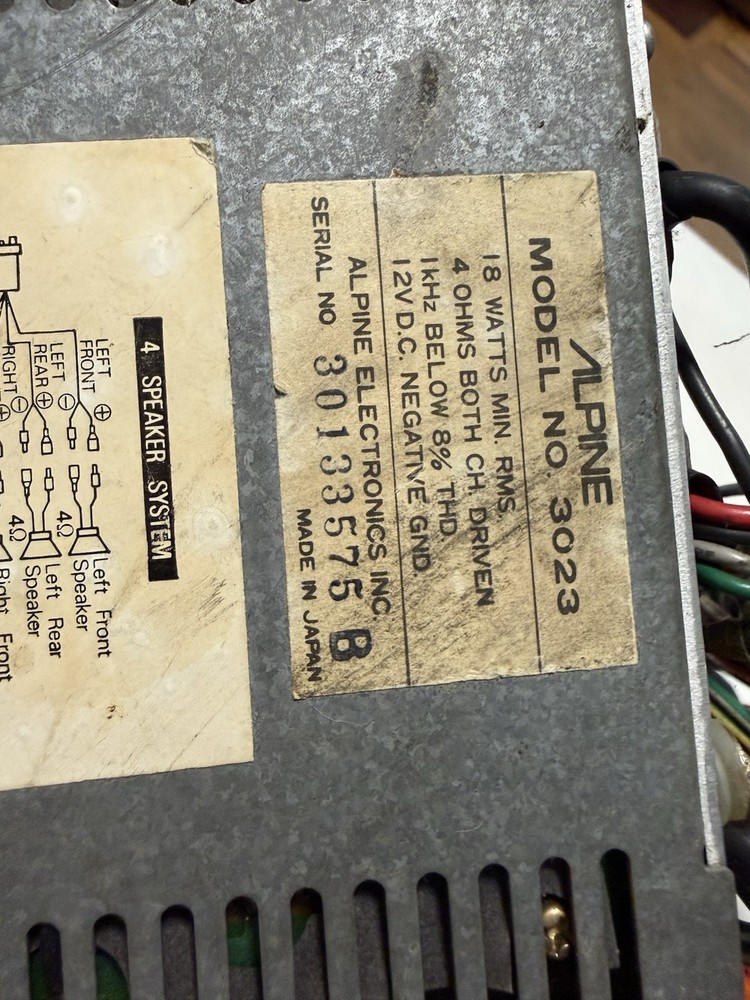 ALPINE
MODEL NO. 3023
18 WATTS MIN. RMS.
4 OHMS BOTH CH. DRIVEN
1kHz BELOW 8% THD.
12V D.C. NEGATIVE GND.
ALPINE ELECTRONICS INC.
SERIAL NO 30133575 B
MADE IN JAPAN
4 SPEAKER SYSTEM
LEFT
FRONT
⊕
⊖
4Ω
Left Front
Speaker
LEFT
REAR
⊕
⊖
4Ω
Left Rear
Speaker
RIGHT
⊕
Right Front